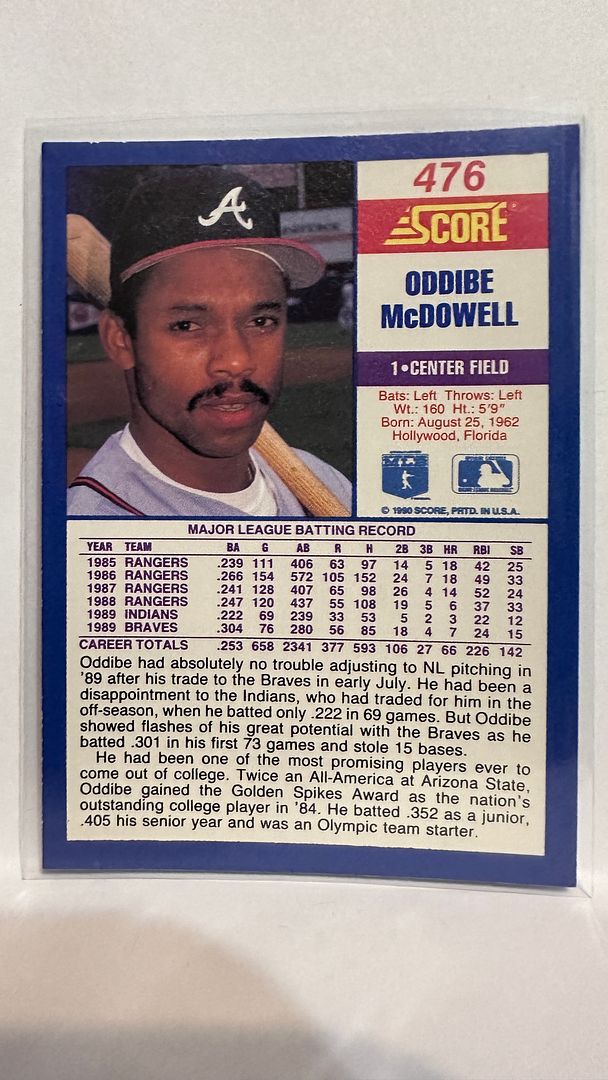 A
476
SCORE
ODDIBE
McDOWELL
1•CENTER FIELD
Bats: Left Throws: Left
Wt.: 160 Ht.: 5'9"
Born: August 25, 1962
Hollywood, Florida
© 1990 SCORE, PRTD. IN U.S.A.
MAJOR LEAGUE BATTING RECORD
YEAR TEAM BA G AB R H 2B 3B HR RBI SB
1985 RANGERS .239 111 406 63 97 14 5 18 42 25
1986 RANGERS .266 154 572 105 152 24 7 18 49 33
1987 RANGERS .241 128 407 65 98 26 4 14 52 24
1988 RANGERS .247 120 437 55 108 19 5 6 37 33
1989 INDIANS .222 69 239 33 53 5 2 3 22 12
1989 BRAVES .304 76 280 56 85 18 4 7 24 15
CAREER TOTALS .253 658 2341 377 593 106 27 66 226 142
Oddibe had absolutely no trouble adjusting to NL pitching in
'89 after his trade to the Braves in early July. He had been a
disappointment to the Indians, who had traded for him in the
off-season, when he batted only .222 in 69 games. But Oddibe
showed flashes of his great potential with the Braves as he
batted .301 in his first 73 games and stole 15 bases.
He had been one of the most promising players ever to
come out of college. Twice an All-America at Arizona State,
Oddibe gained the Golden Spikes Award as the nation's
outstanding college player in '84. He batted .352 as a junior,
.405 his senior year and was an Olympic team starter.